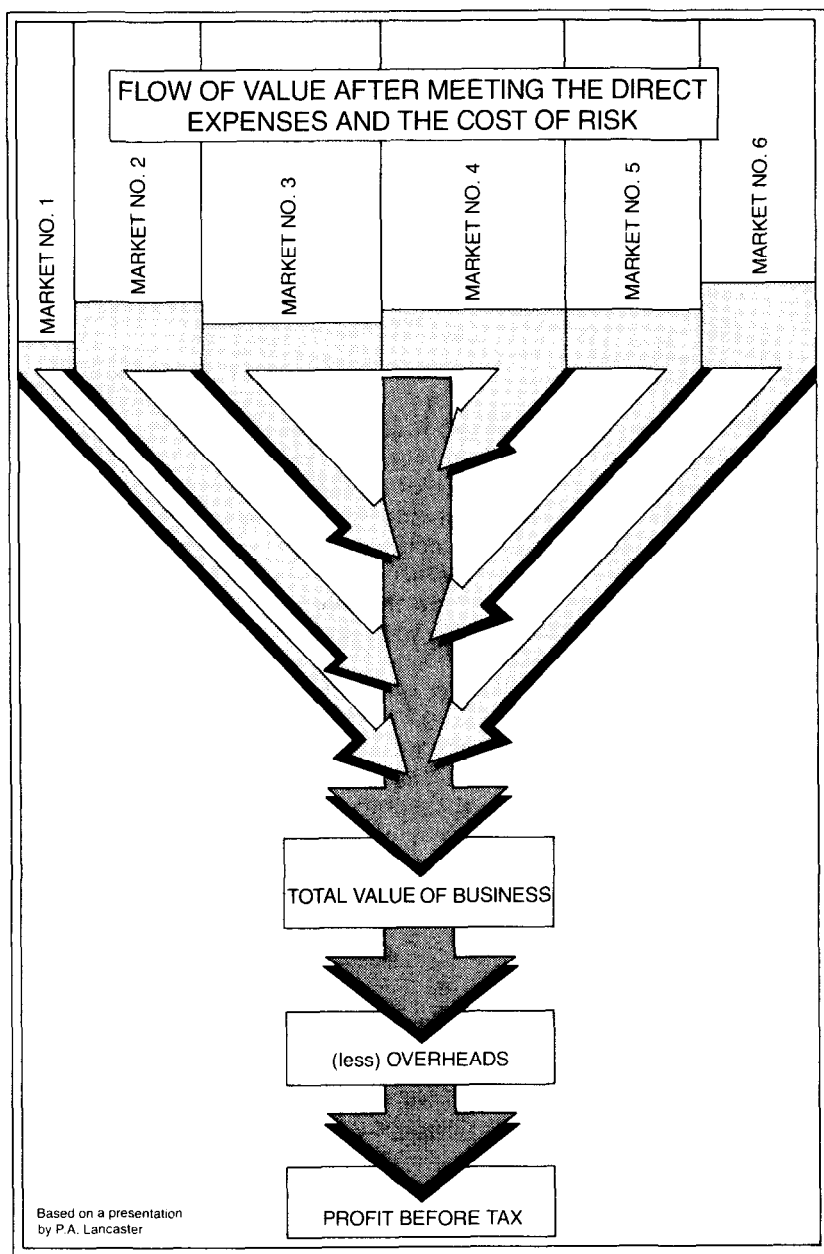 FLOW OF VALUE AFTER MEETING THE DIRECT
EXPENSES AND THE COST OF RISK
MARKET NO. 1
MARKET NO. 2
MARKET NO. 3
MARKET NO. 4
MARKET NO. 5
MARKET NO. 6
TOTAL VALUE OF BUSINESS
(less) OVERHEADS
PROFIT BEFORE TAX
Based on a presentation
by P.A. Lancaster